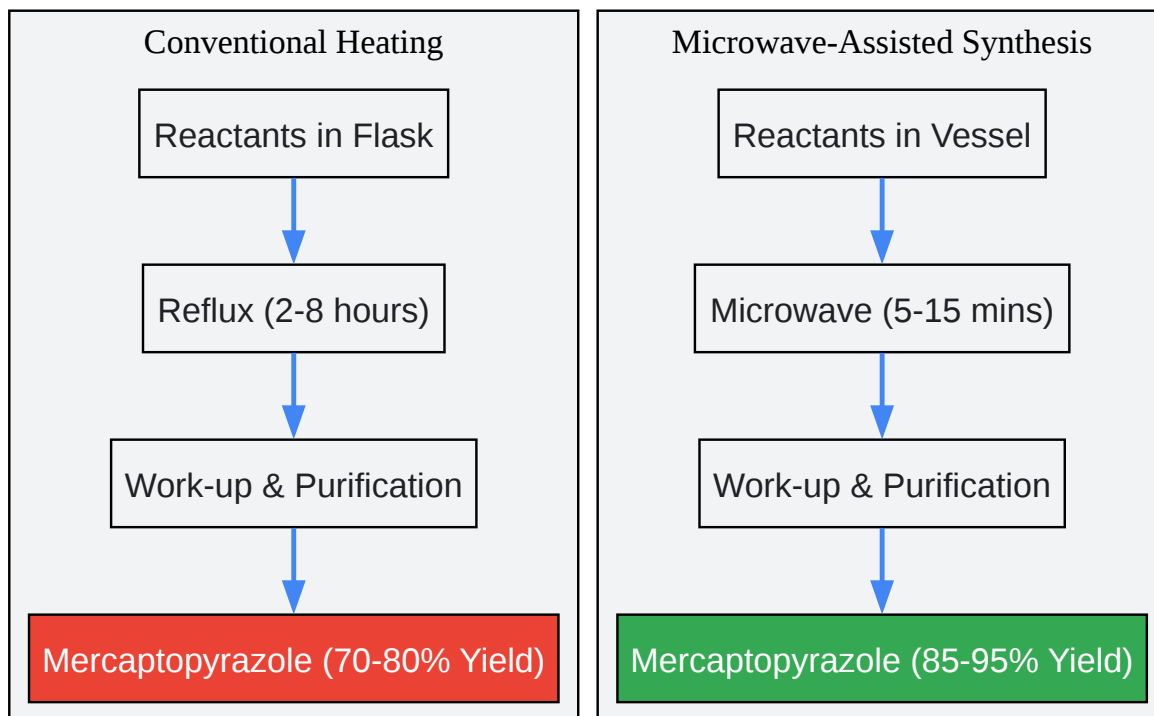 Conventional Heating
Reactants in Flask
Reflux (2-8 hours)
Work-up & Purification
Mercaptopyrazole (70-80% Yield)
Microwave-Assisted Synthesis
Reactants in Vessel
Microwave (5-15 mins)
Work-up & Purification
Mercaptopyrazole (85-95% Yield)